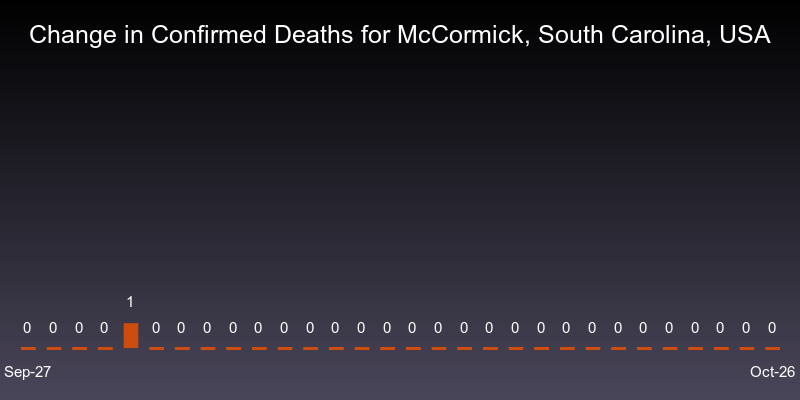 Change in Confirmed Deaths for McCormick, South Carolina, USA
1
0 0 0 0 0 0 0 0 0 0 0 0 0 0 0 0 0 0 0 0 0 0 0 0 0 0 0 0 0
Sep-27 Oct-26